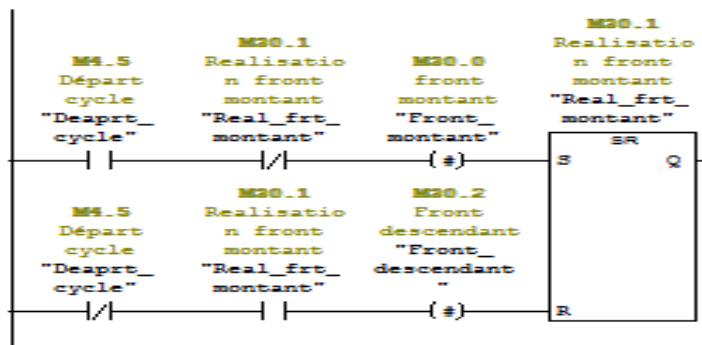 M30.1
Realisatio
n front
montant
"Real_frt_
montant"
M4.5
Départ
cycle
"Deaprt_
cycle"
M30.1
Realisatio
n front
montant
"Real_frt_
montant"
M30.0
front
montant
"Front_
montant"
SR
S
Q
(#)
M4.5
Départ
cycle
"Deaprt_
cycle"
M30.1
Realisatio
n front
montant
"Real_frt_
montant"
M30.2
Front
descendant
"Front_
descendant
"
(#)
R